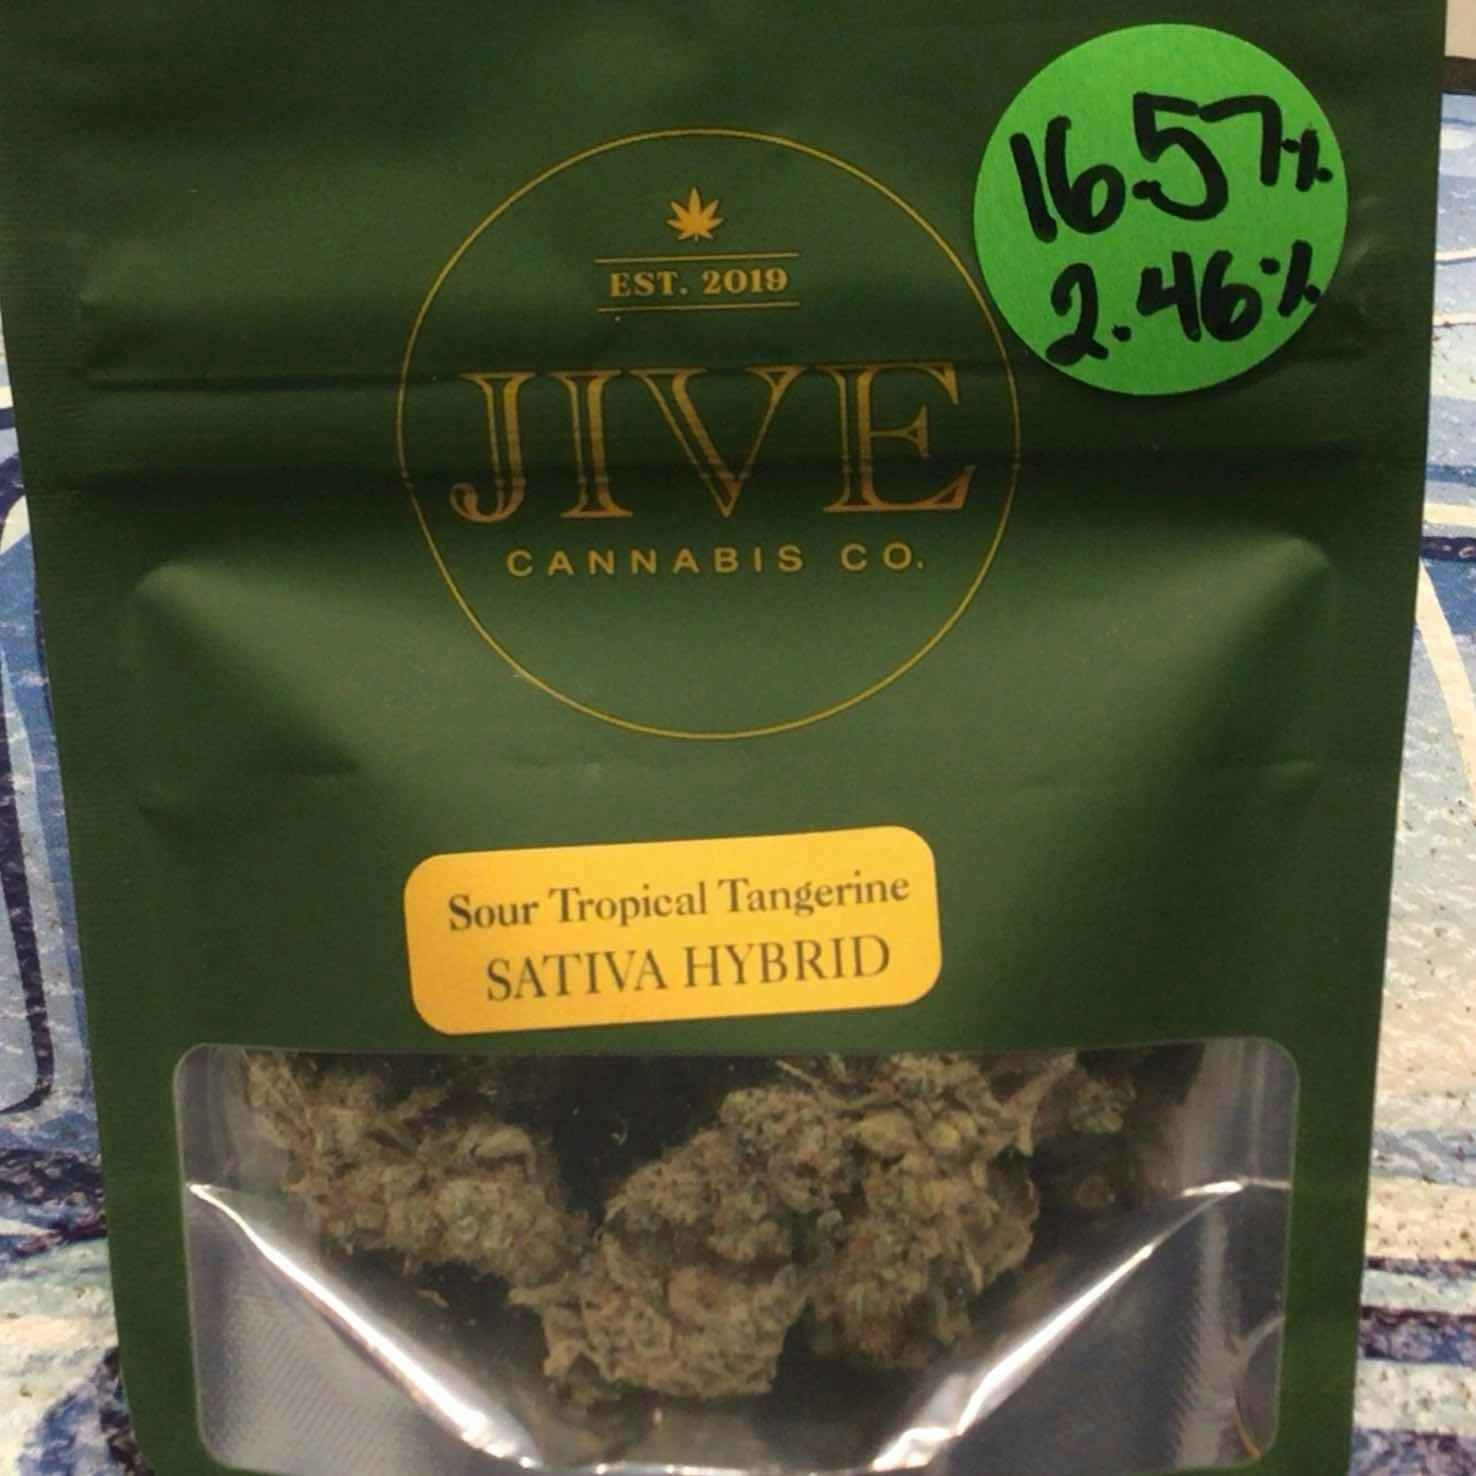 16.57%
2.46%
EST. 2019
JIVE
CANNABIS CO.
Sour Tropical Tangerine
SATIVA HYBRID